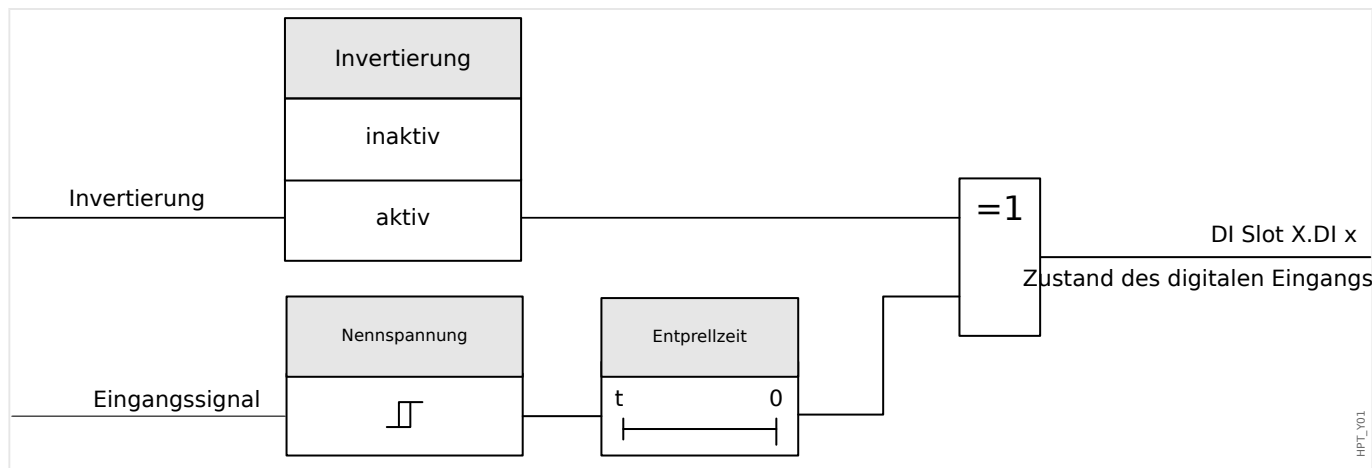 Invertierung
inaktiv
Invertierung
aktiv
=1
DI Slot X.DI x
Zustand des digitalen Eingangs
Nennspannung
Entprellzeit
Eingangssignal
t 0
HPT_Y01